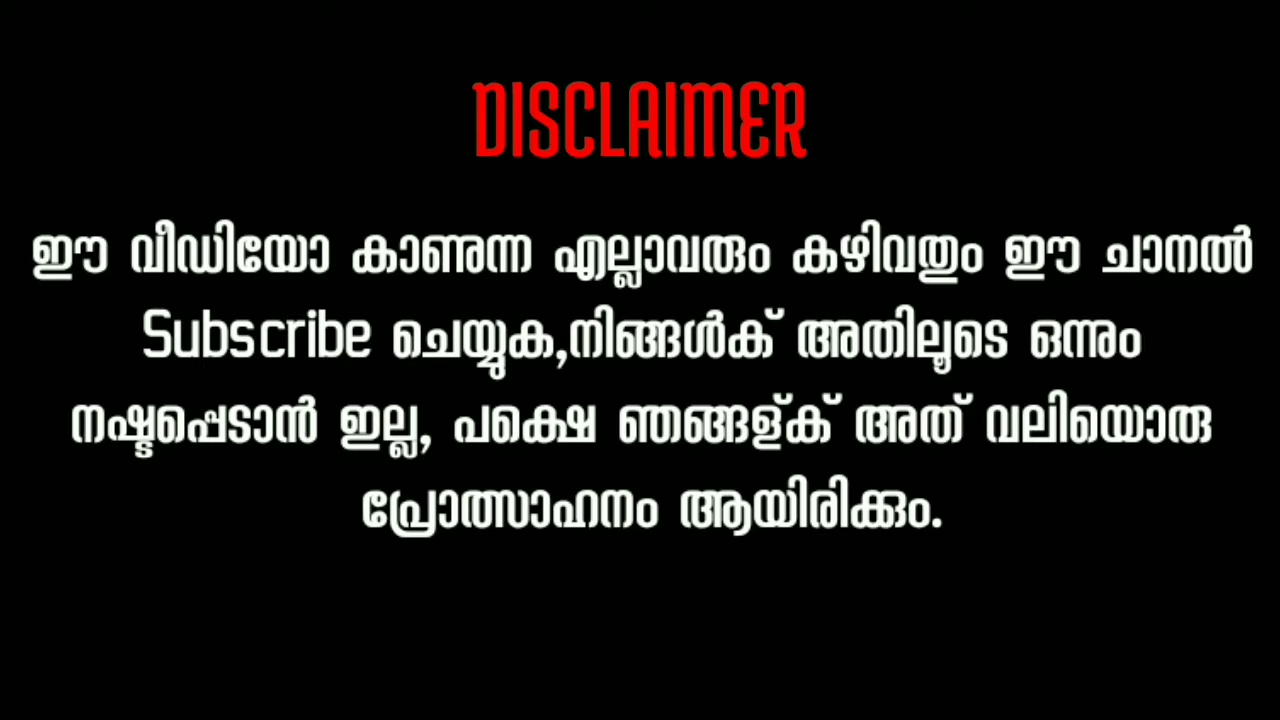 DISCLAIMER
ഈ വീഡിയോ കാണുന്ന എല്ലാവരും കഴിവതും ഈ ചാനൽ
Subscribe ചെയ്യുക,നിങ്ങൾക് അതിലൂടെ ഒന്നും
നഷ്ടപ്പെടാൻ ഇല്ല, പക്ഷെ ഞങ്ങള്ക് അത് വലിയൊരു
പ്രോത്സാഹനം ആയിരിക്കും.